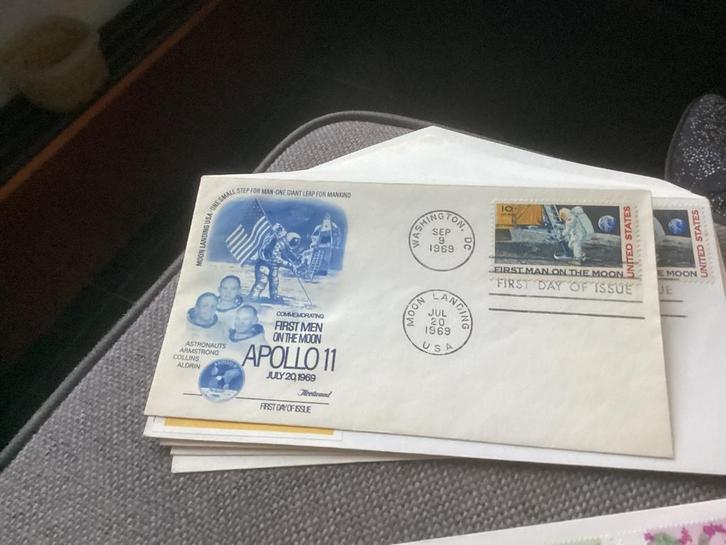 MOON LANDING USA · ONE SMALL STEP FOR MAN - ONE GIANT LEAP FOR MANKIND
COMMEMORATING
FIRST MEN
ON THE MOON
APOLLO 11
JULY 20, 1969
ASTRONAUTS
ARMSTRONG
COLLINS
ALDRIN
Fleetwood
FIRST DAY OF ISSUE
WASHINGTON, DC
SEP
9
1969
MOON LANDING
JUL
20
1969
USA
10¢
UNITED STATES
FIRST MAN ON THE MOON
FIRST DAY OF ISSUE
UNITED STATES
THE MOON
ISSUE